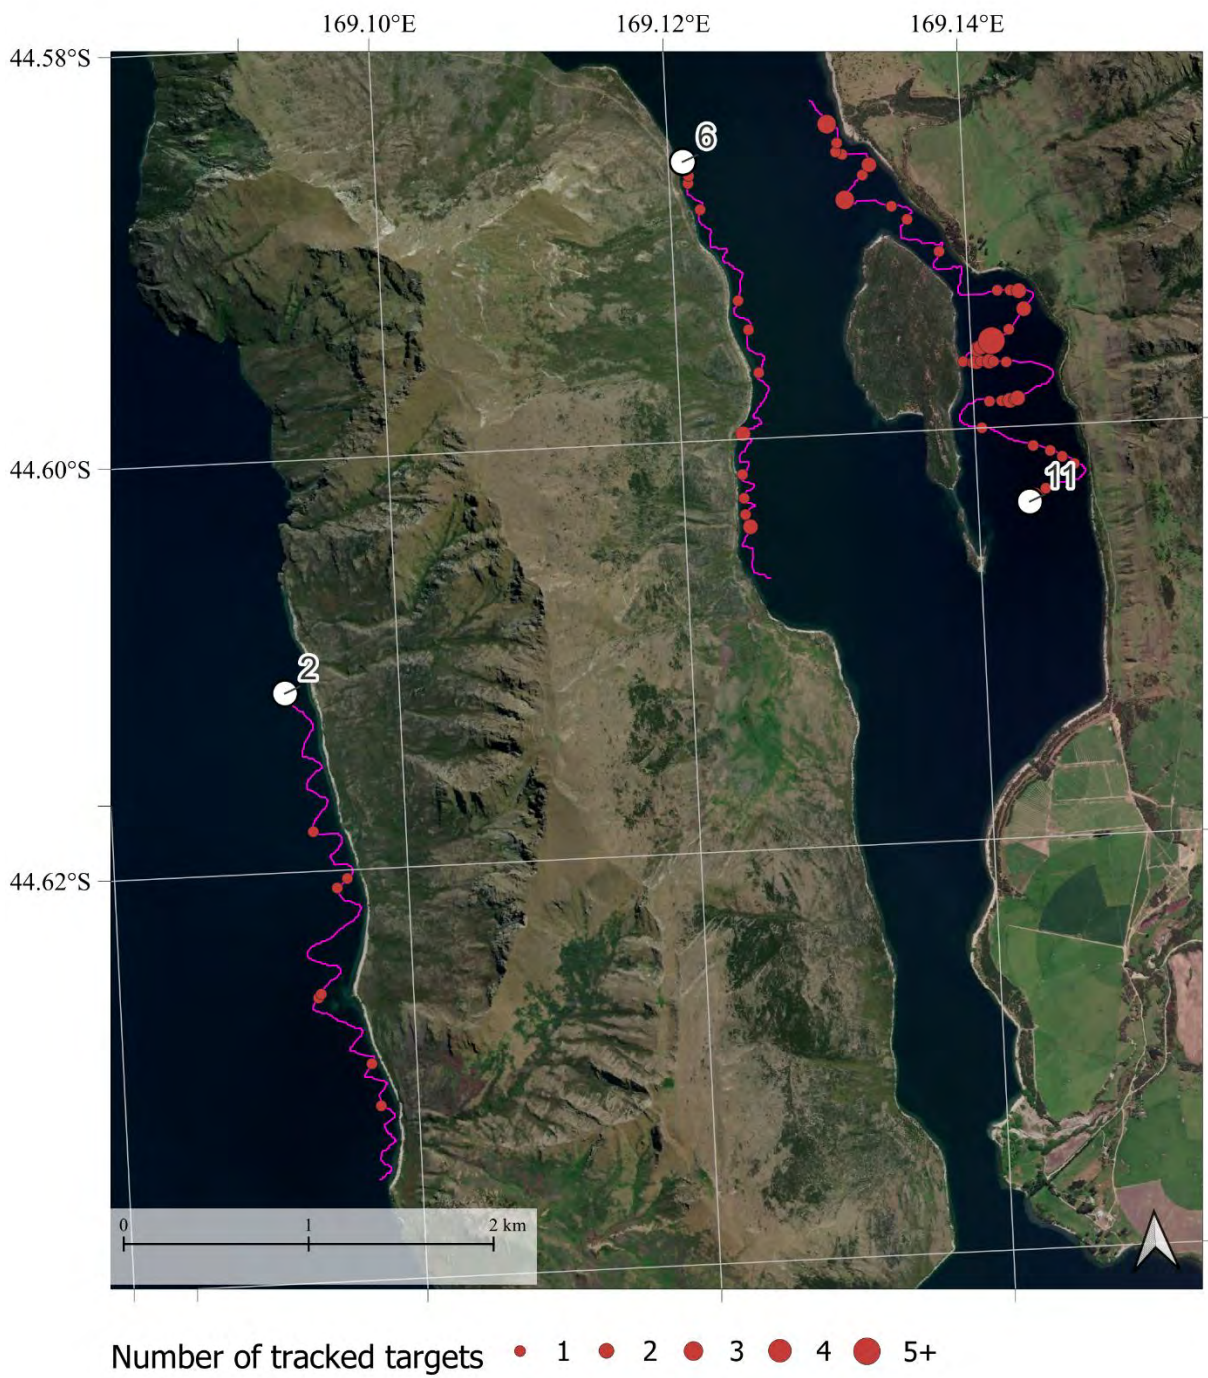 169.10°E 169.12°E 169.14°E
44.58°S
6
11
44.60°S
2
44.62°S
0 1 2 km
Number of tracked targets 1 2 3 4 5+